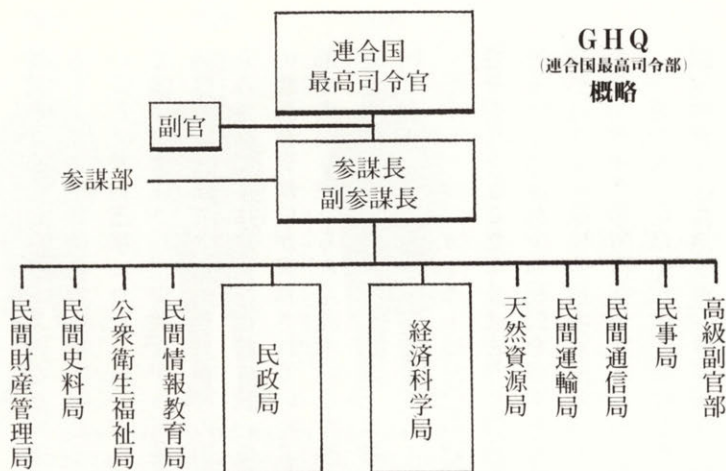 GHQ
(連合国最高司令部)
概略
連合国
最高司令官
副官
参謀部
参謀長
副参謀長
民間財産管理局
民間史料局
公衆衛生福祉局
民間情報教育局
民政局
経済科学局
天然資源局
民間運輸局
民間通信局
民事局
高級副官部